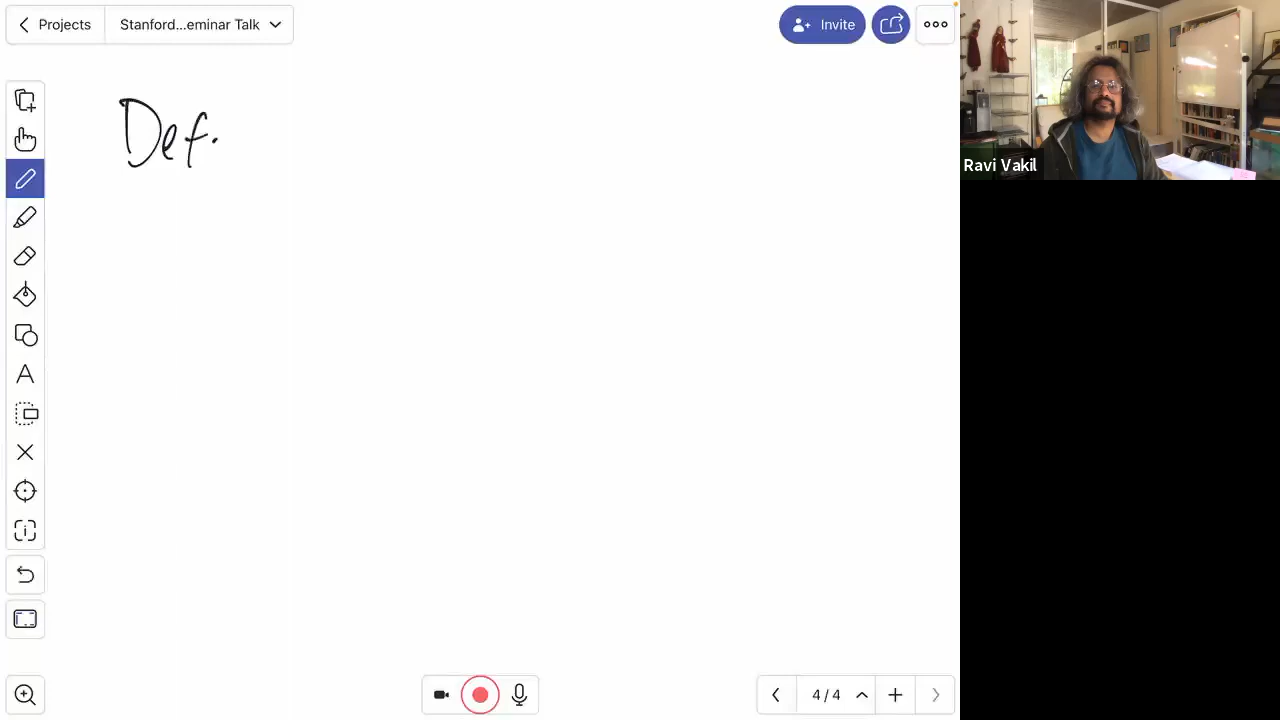 Projects
Stanford...eminar Talk
Invite
Def.
Ravi Vakil
A
4 / 4